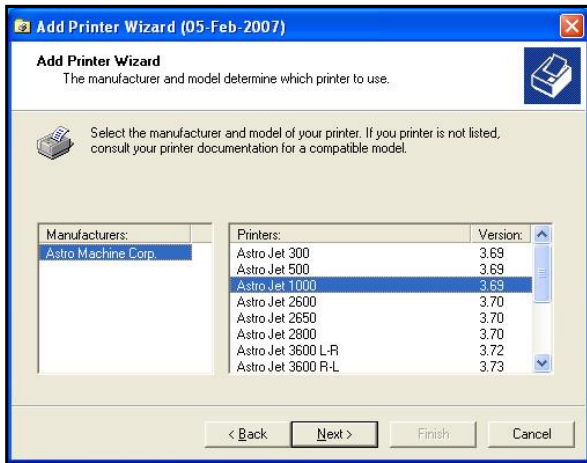 Add Printer Wizard (05-Feb-2007)
Add Printer Wizard
The manufacturer and model determine which printer to use.
Select the manufacturer and model of your printer. If you printer is not listed,
consult your printer documentation for a compatible model.
Manufacturers:
Astro Machine Corp.
Printers: Version:
Astro Jet 300 3.69
Astro Jet 500 3.69
Astro Jet 1000 3.69
Astro Jet 2600 3.70
Astro Jet 2650 3.70
Astro Jet 2800 3.70
Astro Jet 3600 L-R 3.72
Astro Jet 3600 R-L 3.73
< Back Next > Finish Cancel